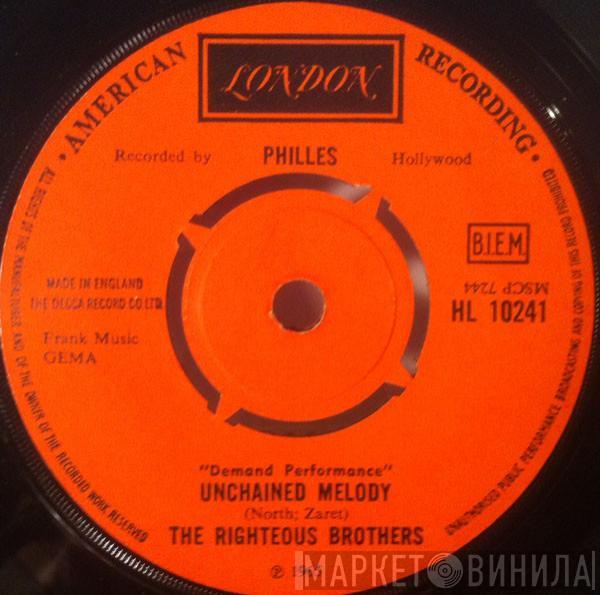 · AMERICAN RECORDING ·
LONDON
Recorded by PHILLES Hollywood
ALL RIGHTS OF THE MANUFACTURER AND OF THE OWNER OF THE RECORDED WORK RESERVED
UNAUTHORISED PUBLIC PERFORMANCE BROADCASTING AND COPYING OF THIS RECORD PROHIBITED
B.I.E.M.
MADE IN ENGLAND
THE DECCA RECORD CO LTD.
MSCP 7244
HL 10241
Frank Music
GEMA
"Demand Performance"
UNCHAINED MELODY
(North; Zaret)
THE RIGHTEOUS BROTHERS
℗ 1965
МАРКЕТ ВИНИЛА